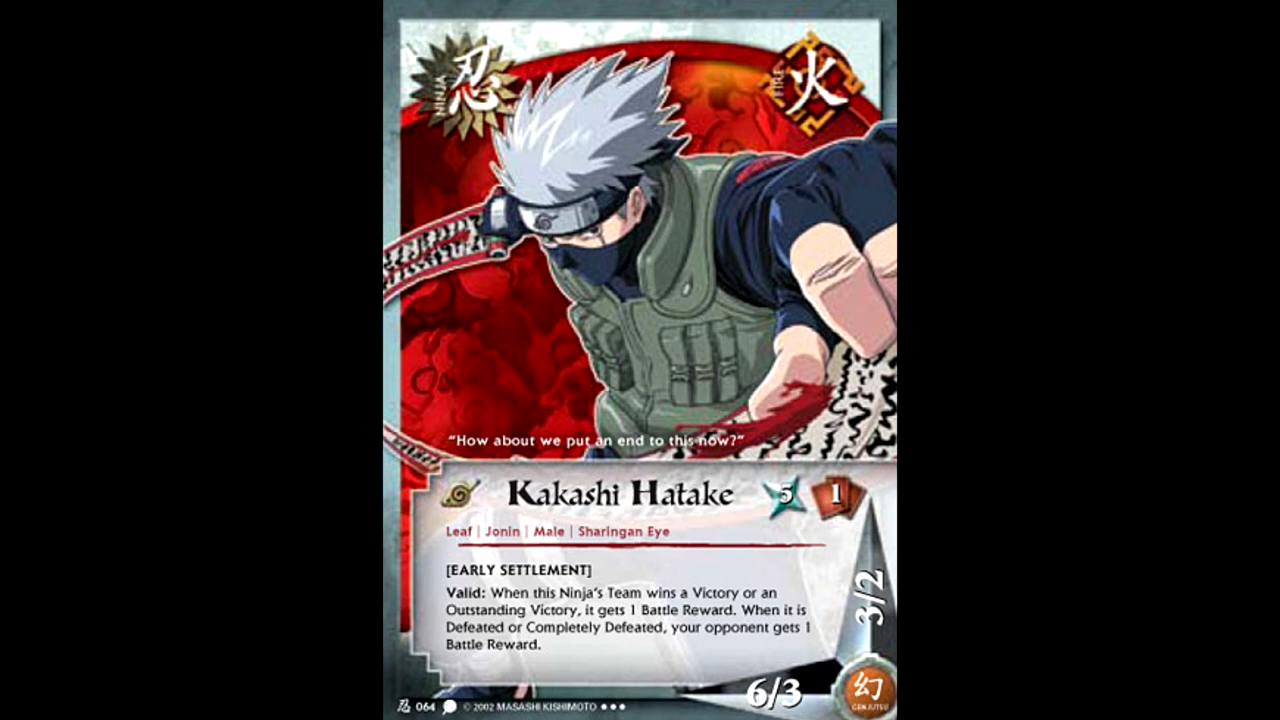 NINJA 忍
火 FIRE
"How about we put an end to this now?"
Kakashi Hatake 5 1
Leaf | Jonin | Male | Sharingan Eye
[EARLY SETTLEMENT]
Valid: When this Ninja's Team wins a Victory or an
Outstanding Victory, it gets 1 Battle Reward. When it is
Defeated or Completely Defeated, your opponent gets 1
Battle Reward.
3/2
6/3
幻
GENJUTSU
忍 064 © 2002 MASASHI KISHIMOTO